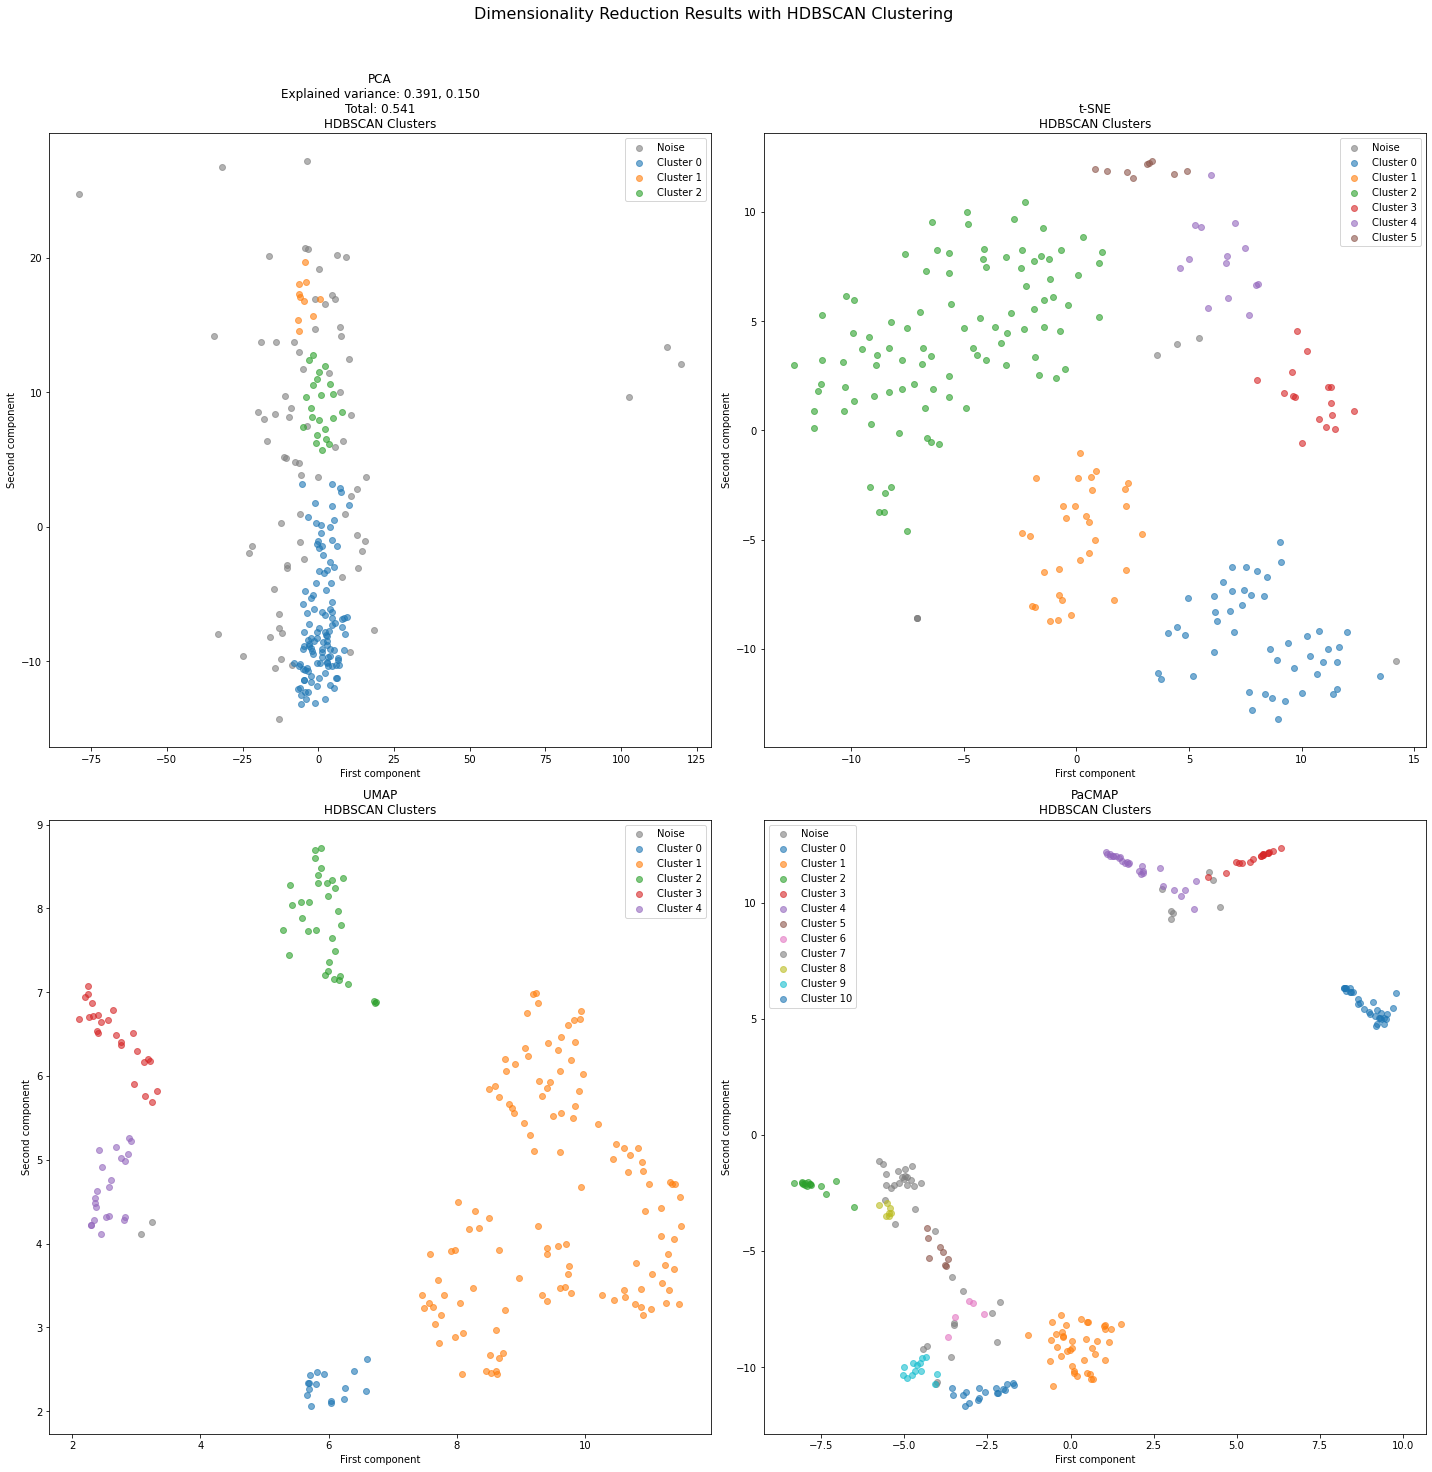 Dimensionality Reduction Results with HDBSCAN Clustering
PCA
Explained variance: 0.391, 0.150
Total: 0.541
HDBSCAN Clusters
Noise
Cluster 0
Cluster 1
Cluster 2
20
10
0
−10
Second component
−75
−50
−25
0
25
50
75
100
125
First component
t-SNE
HDBSCAN Clusters
Noise
Cluster 0
Cluster 1
Cluster 2
Cluster 3
Cluster 4
Cluster 5
10
5
0
−5
−10
Second component
−10
−5
0
5
10
15
First component
UMAP
HDBSCAN Clusters
Noise
Cluster 0
Cluster 1
Cluster 2
Cluster 3
Cluster 4
9
8
7
6
5
4
3
2
Second component
2
4
6
8
10
First component
PaCMAP
HDBSCAN Clusters
Noise
Cluster 0
Cluster 1
Cluster 2
Cluster 3
Cluster 4
Cluster 5
Cluster 6
Cluster 7
Cluster 8
Cluster 9
Cluster 10
10
5
0
−5
−10
Second component
−7.5
−5.0
−2.5
0.0
2.5
5.0
7.5
10.0
First component